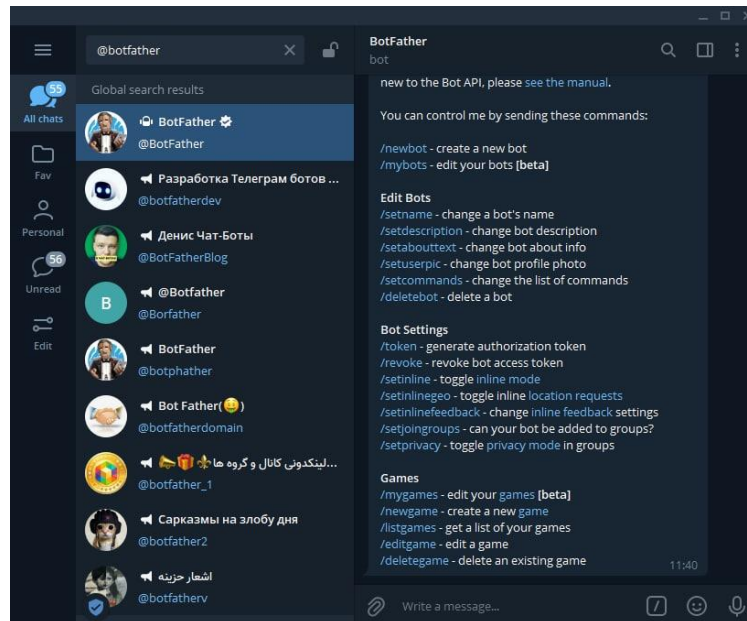 @botfather
BotFather
bot
55
All chats
Fav
Personal
56
Unread
Edit
Global search results
BotFather
@BotFather
Разработка Телеграм ботов ...
@botfatherdev
Денис Чат-Боты
@BotFatherBlog
B
@Botfather
@Borfather
BotFather
@botphather
Bot Father(🤑)
@botfatherdomain
لینکدونی کانال و گروه ها...
@botfather_1
Сарказмы на злобу дня
@botfather2
اشعار حزینه
@botfatherv
new to the Bot API, please see the manual.
You can control me by sending these commands:
/newbot - create a new bot
/mybots - edit your bots [beta]
Edit Bots
/setname - change a bot's name
/setdescription - change bot description
/setabouttext - change bot about info
/setuserpic - change bot profile photo
/setcommands - change the list of commands
/deletebot - delete a bot
Bot Settings
/token - generate authorization token
/revoke - revoke bot access token
/setinline - toggle inline mode
/setinlinegeo - toggle inline location requests
/setinlinefeedback - change inline feedback settings
/setjoingroups - can your bot be added to groups?
/setprivacy - toggle privacy mode in groups
Games
/mygames - edit your games [beta]
/newgame - create a new game
/listgames - get a list of your games
/editgame - edit a game
/deletegame - delete an existing game
11:40
Write a message...